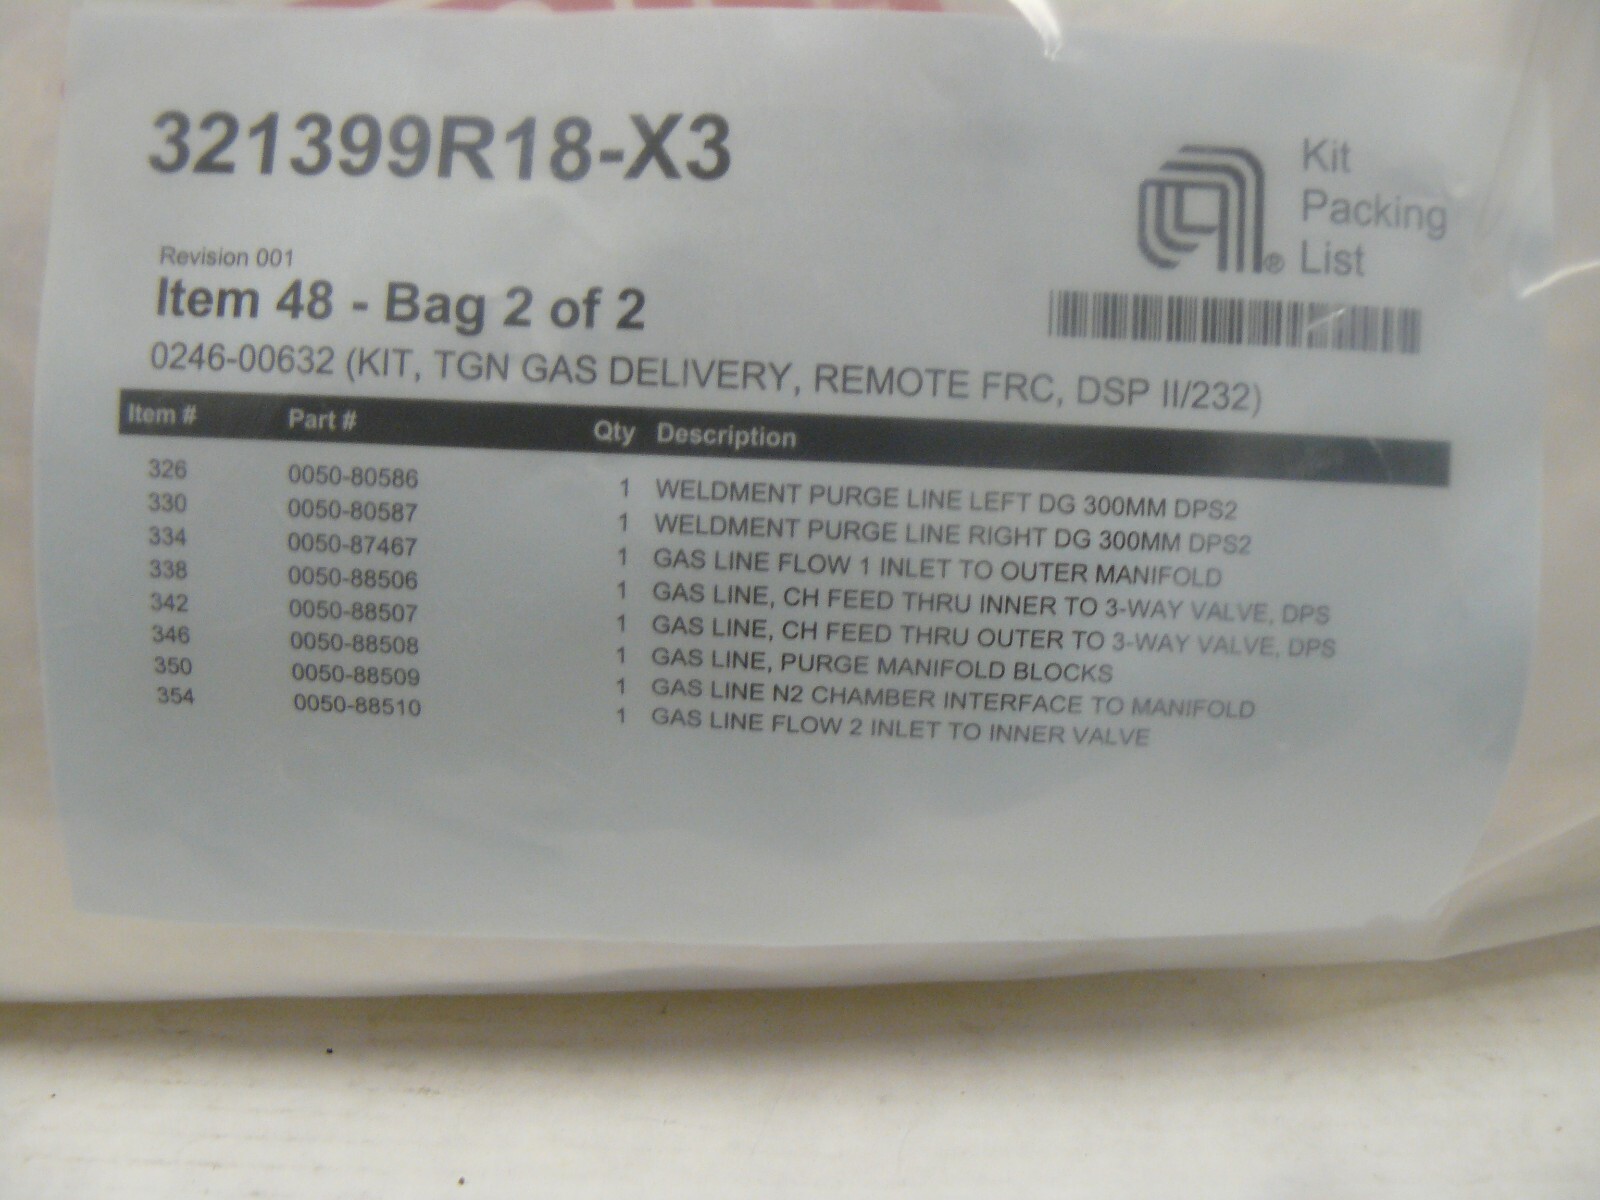 321399R18-X3
Kit
Packing
List
®
Revision 001
Item 48 - Bag 2 of 2
0246-00632 (KIT, TGN GAS DELIVERY, REMOTE FRC, DSP II/232)
Item # Part # Qty Description
326 0050-80586 1 WELDMENT PURGE LINE LEFT DG 300MM DPS2
330 0050-80587 1 WELDMENT PURGE LINE RIGHT DG 300MM DPS2
334 0050-87467 1 GAS LINE FLOW 1 INLET TO OUTER MANIFOLD
338 0050-88506 1 GAS LINE, CH FEED THRU INNER TO 3-WAY VALVE, DPS
342 0050-88507 1 GAS LINE, CH FEED THRU OUTER TO 3-WAY VALVE, DPS
346 0050-88508 1 GAS LINE, PURGE MANIFOLD BLOCKS
350 0050-88509 1 GAS LINE N2 CHAMBER INTERFACE TO MANIFOLD
354 0050-88510 1 GAS LINE FLOW 2 INLET TO INNER VALVE